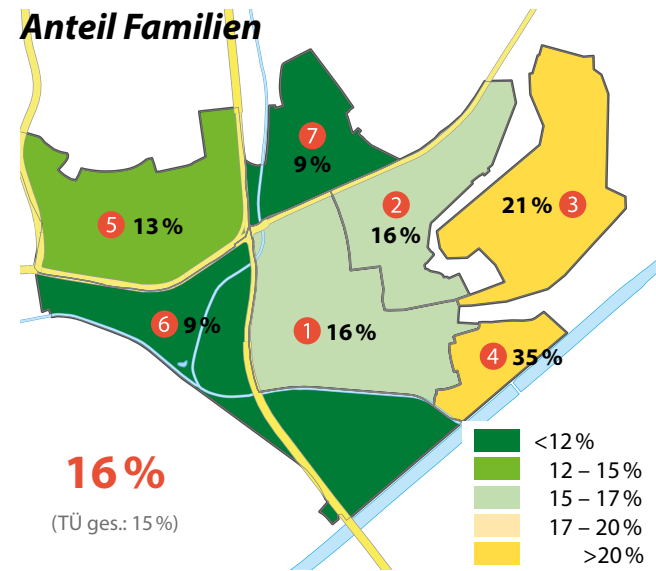 Anteil Familien
7
9 %
2
16 %
21 % 3
5 13 %
6 9 %
1 16 %
4 35 %
16 %
(TÜ ges.: 15 %)
<12 %
12 – 15 %
15 – 17 %
17 – 20 %
>20 %